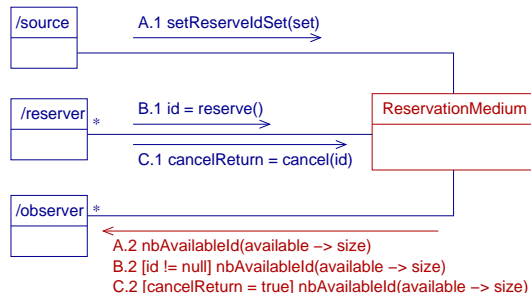 /source
A.1 setReserveIdSet(set)
/reserver
*
B.1 id = reserve()
ReservationMedium
C.1 cancelReturn = cancel(id)
/observer
*
A.2 nbAvailableId(available −> size)
B.2 [id != null] nbAvailableId(available −> size)
C.2 [cancelReturn = true] nbAvailableId(available −> size)